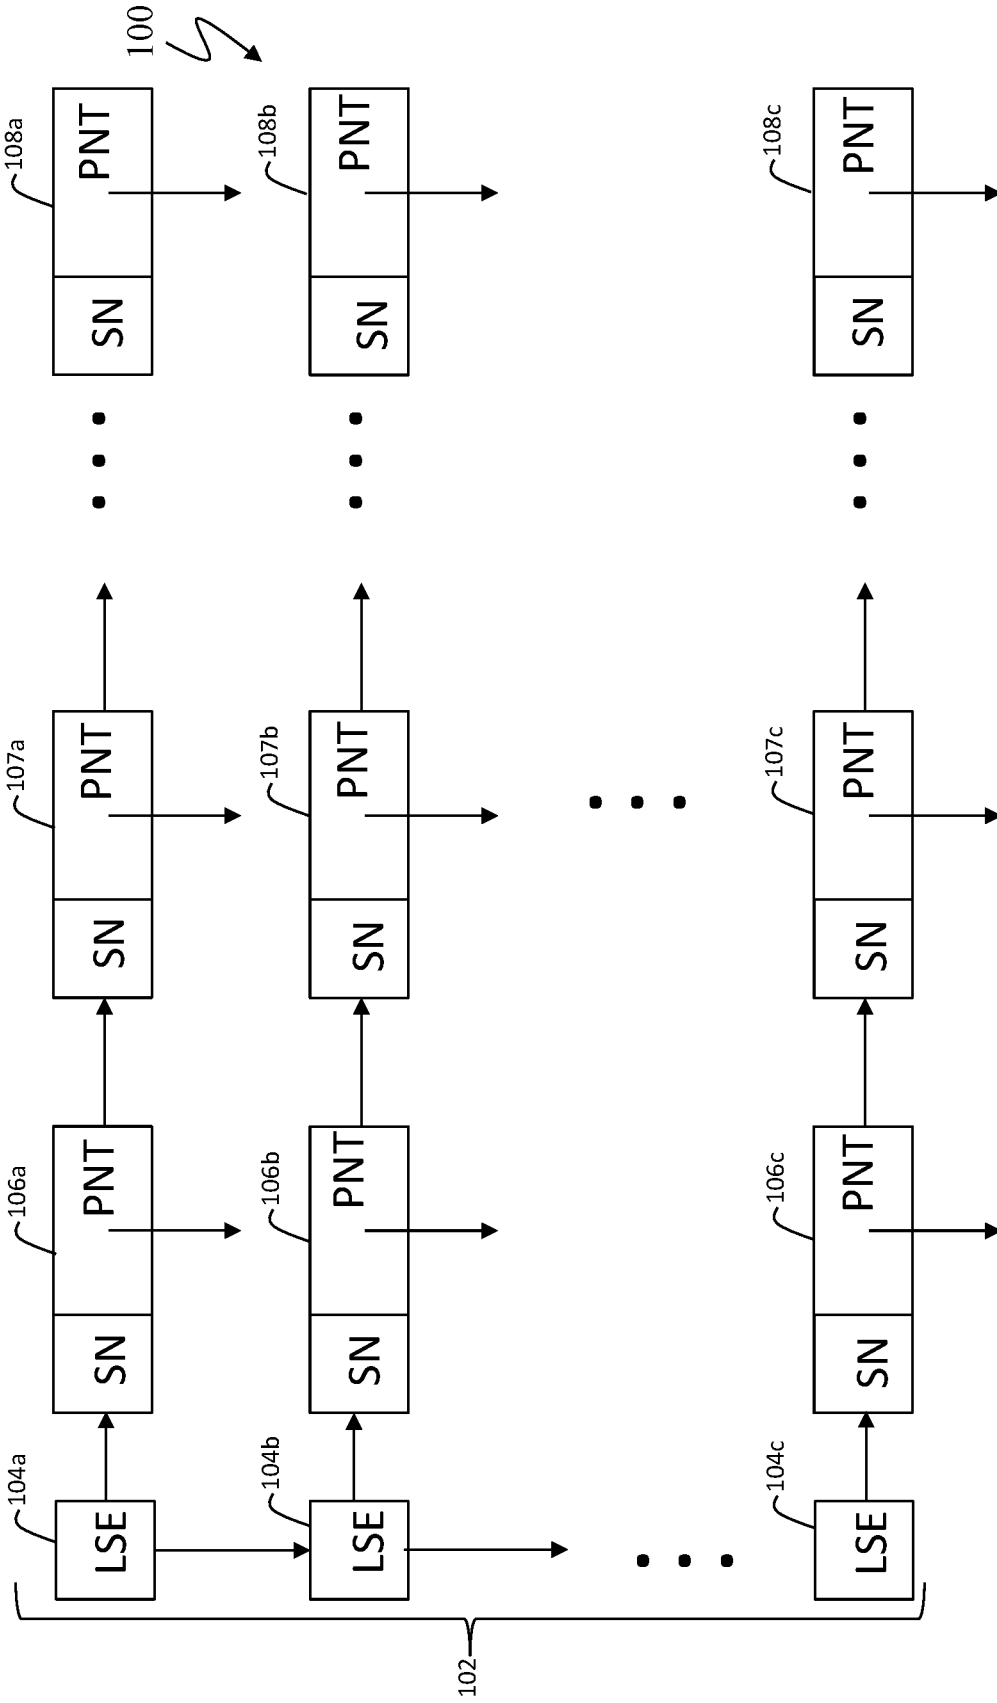 104a
106a
107a
108a
LSE
SN
PNT
SN
PNT
SN
PNT
100
104b
106b
107b
108b
LSE
SN
PNT
SN
PNT
SN
PNT
102
104c
106c
107c
108c
LSE
SN
PNT
SN
PNT
SN
PNT